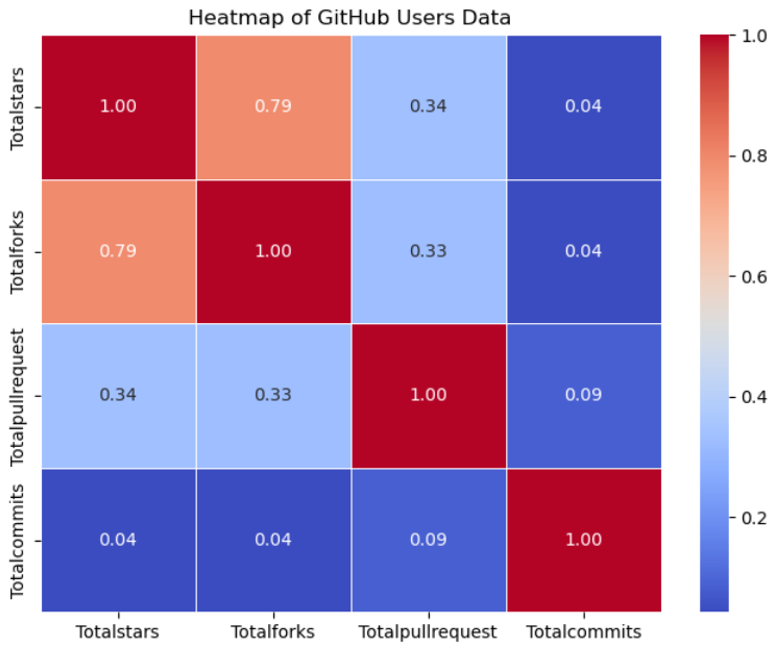 Heatmap of GitHub Users Data
Totalstars
1.00 0.79 0.34 0.04
Totalforks
0.79 1.00 0.33 0.04
Totalpullrequest
0.34 0.33 1.00 0.09
Totalcommits
0.04 0.04 0.09 1.00
Totalstars Totalforks Totalpullrequest Totalcommits
1.0
0.8
0.6
0.4
0.2